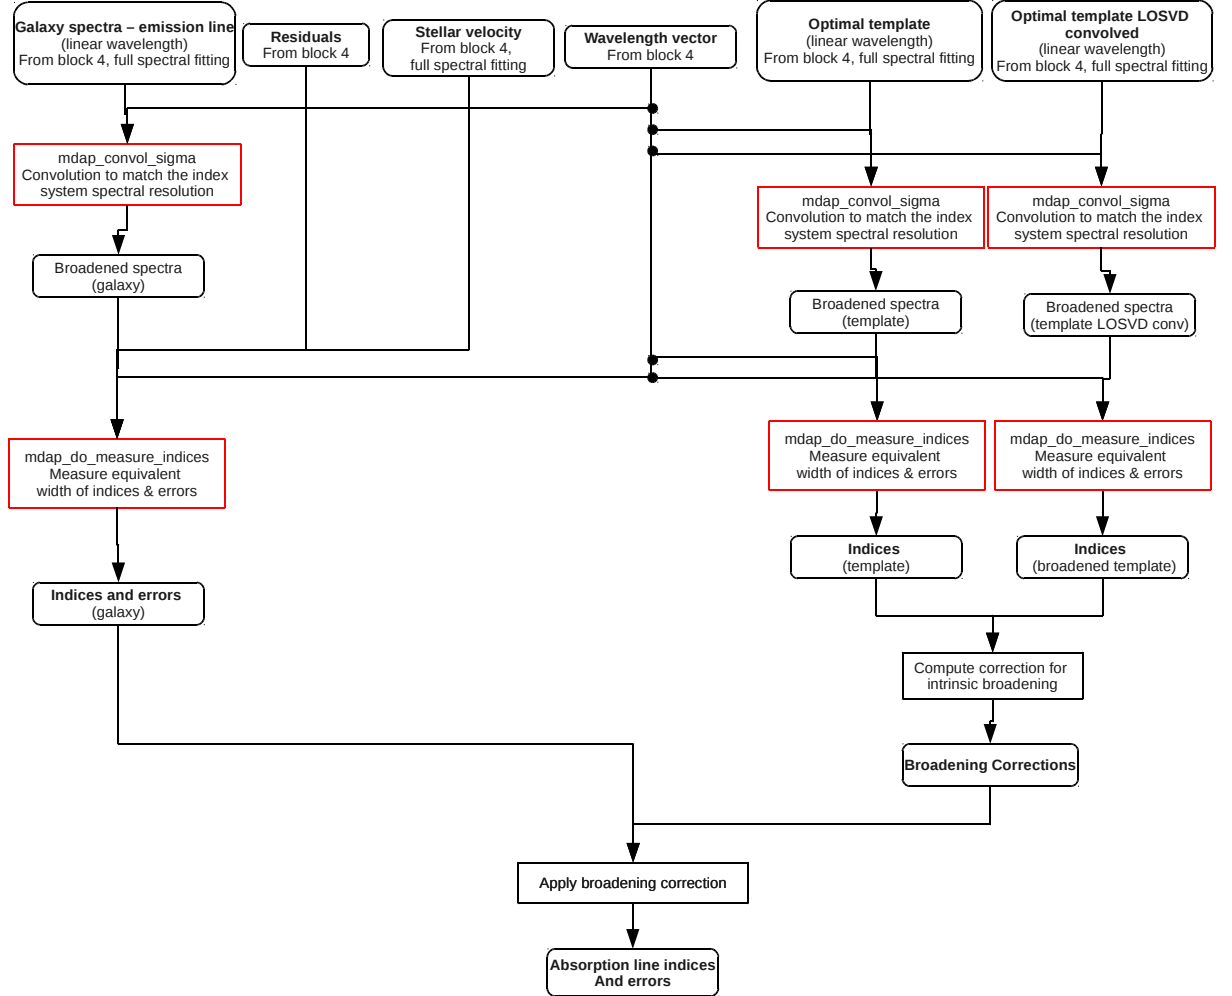 Galaxy spectra – emission line
(linear wavelength)
From block 4, full spectral fitting
Residuals
From block 4
Stellar velocity
From block 4,
full spectral fitting
Wavelength vector
From block 4
Optimal template
(linear wavelength)
From block 4, full spectral fitting
Optimal template LOSVD
convolved
(linear wavelength)
From block 4, full spectral fitting
mdap_convol_sigma
Convolution to match the index
system spectral resolution
mdap_convol_sigma
Convolution to match the index
system spectral resolution
mdap_convol_sigma
Convolution to match the index
system spectral resolution
Broadened spectra
(galaxy)
Broadened spectra
(template)
Broadened spectra
(template LOSVD conv)
mdap_do_measure_indices
Measure equivalent
width of indices & errors
mdap_do_measure_indices
Measure equivalent
width of indices & errors
mdap_do_measure_indices
Measure equivalent
width of indices & errors
Indices
(template)
Indices
(broadened template)
Indices and errors
(galaxy)
Compute correction for
intrinsic broadening
Broadening Corrections
Apply broadening correction
Absorption line indices
And errors